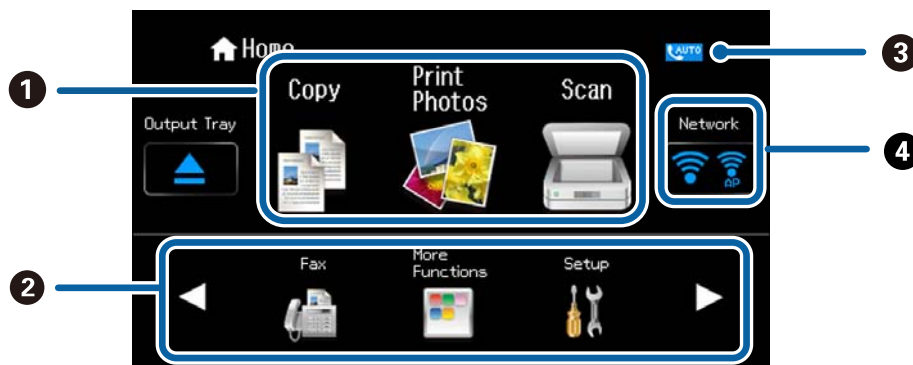 Home
AUTO
3
1
Copy
Print
Photos
Scan
Output Tray
Network
4
AP
2
Fax
More
Functions
Setup